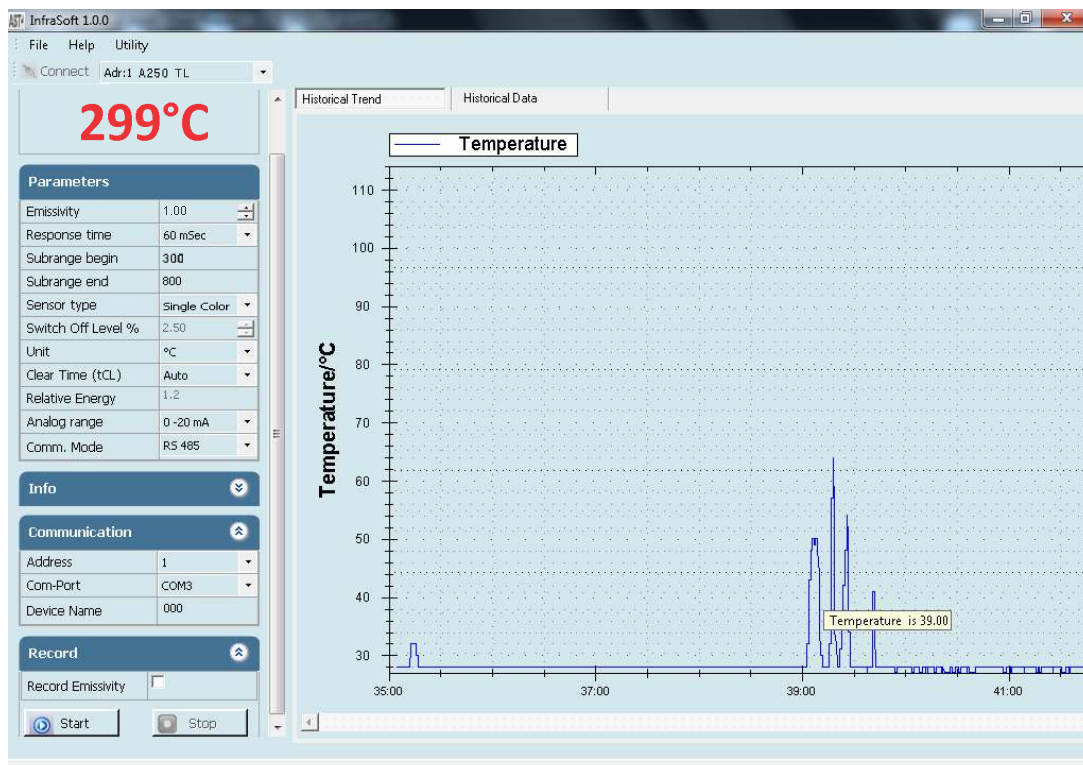 AST InfraSoft 1.0.0
File Help Utility
Connect Adr:1 A250 TL
299°C
Parameters
Emissivity 1.00
Response time 60 mSec
Subrange begin 300
Subrange end 800
Sensor type Single Color
Switch Off Level % 2.50
Unit °C
Clear Time (tCL) Auto
Relative Energy 1.2
Analog range 0 -20 mA
Comm. Mode RS 485
Info
Communication
Address 1
Com-Port COM3
Device Name 000
Record
Record Emissivity
Start Stop
Historical Trend Historical Data
Temperature
Temperature/°C
110
100
90
80
70
60
50
40
30
Temperature is 39.00
35:00 37:00 39:00 41:00